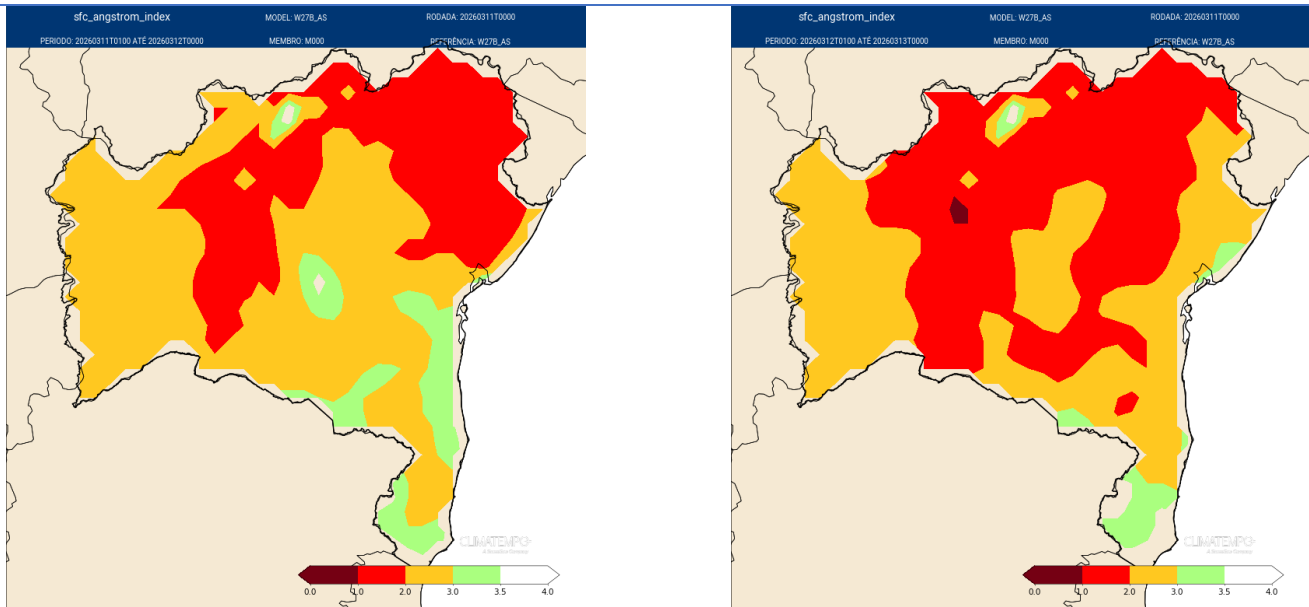 sfc_angstrom_index MODEL: W27B_AS RODADA: 20260311T0000
PERIODO: 20260311T0100 ATÉ 20260312T0000 MEMBRO: M000 REFERÊNCIA: W27B_AS
CLIMATEMPO
0.0 1.0 2.0 3.0 3.5 4.0
sfc_angstrom_index MODEL: W27B_AS RODADA: 20260311T0000
PERIODO: 20260312T0100 ATÉ 20260313T0000 MEMBRO: M000 REFERÊNCIA: W27B_AS
CLIMATEMPO
0.0 1.0 2.0 3.0 3.5 4.0